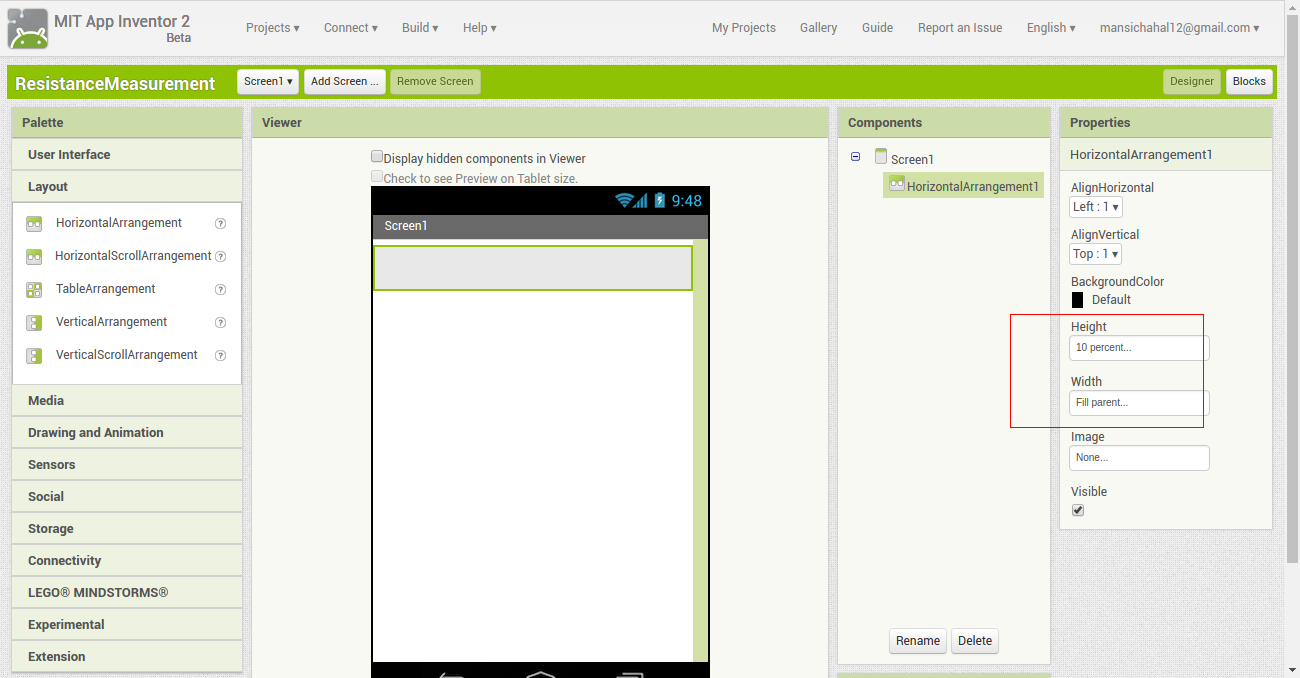 MIT App Inventor 2
Beta
Projects ▾ Connect ▾ Build ▾ Help ▾ My Projects Gallery Guide Report an Issue English ▾ mansichahal12@gmail.com ▾
ResistanceMeasurement Screen1 ▾ Add Screen ... Remove Screen Designer Blocks
Palette
User Interface
Layout
HorizontalArrangement ?
HorizontalScrollArrangement ?
TableArrangement ?
VerticalArrangement ?
VerticalScrollArrangement ?
Media
Drawing and Animation
Sensors
Social
Storage
Connectivity
LEGO® MINDSTORMS®
Experimental
Extension
Viewer
Display hidden components in Viewer
Check to see Preview on Tablet size.
9:48
Screen1
Components
Screen1
HorizontalArrangement1
Rename Delete
Properties
HorizontalArrangement1
AlignHorizontal
Left : 1 ▾
AlignVertical
Top : 1 ▾
BackgroundColor
Default
Height
10 percent...
Width
Fill parent...
Image
None...
Visible